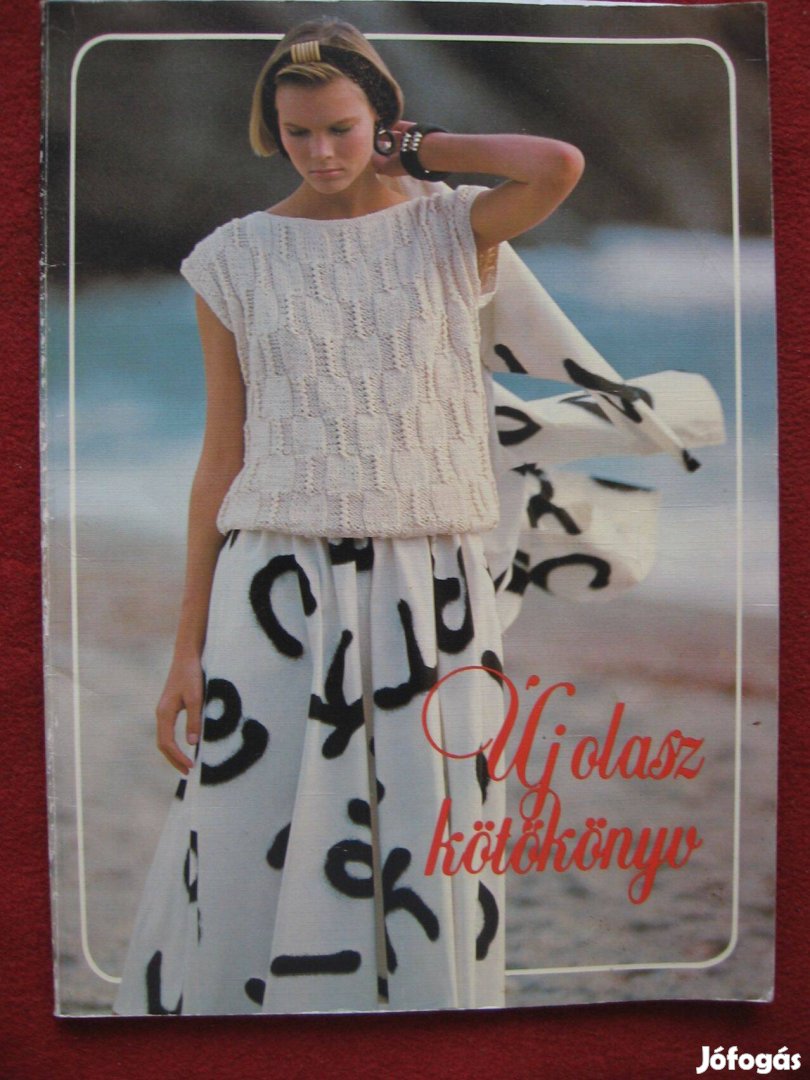 Új olasz
kötőkönyv
Jófogás